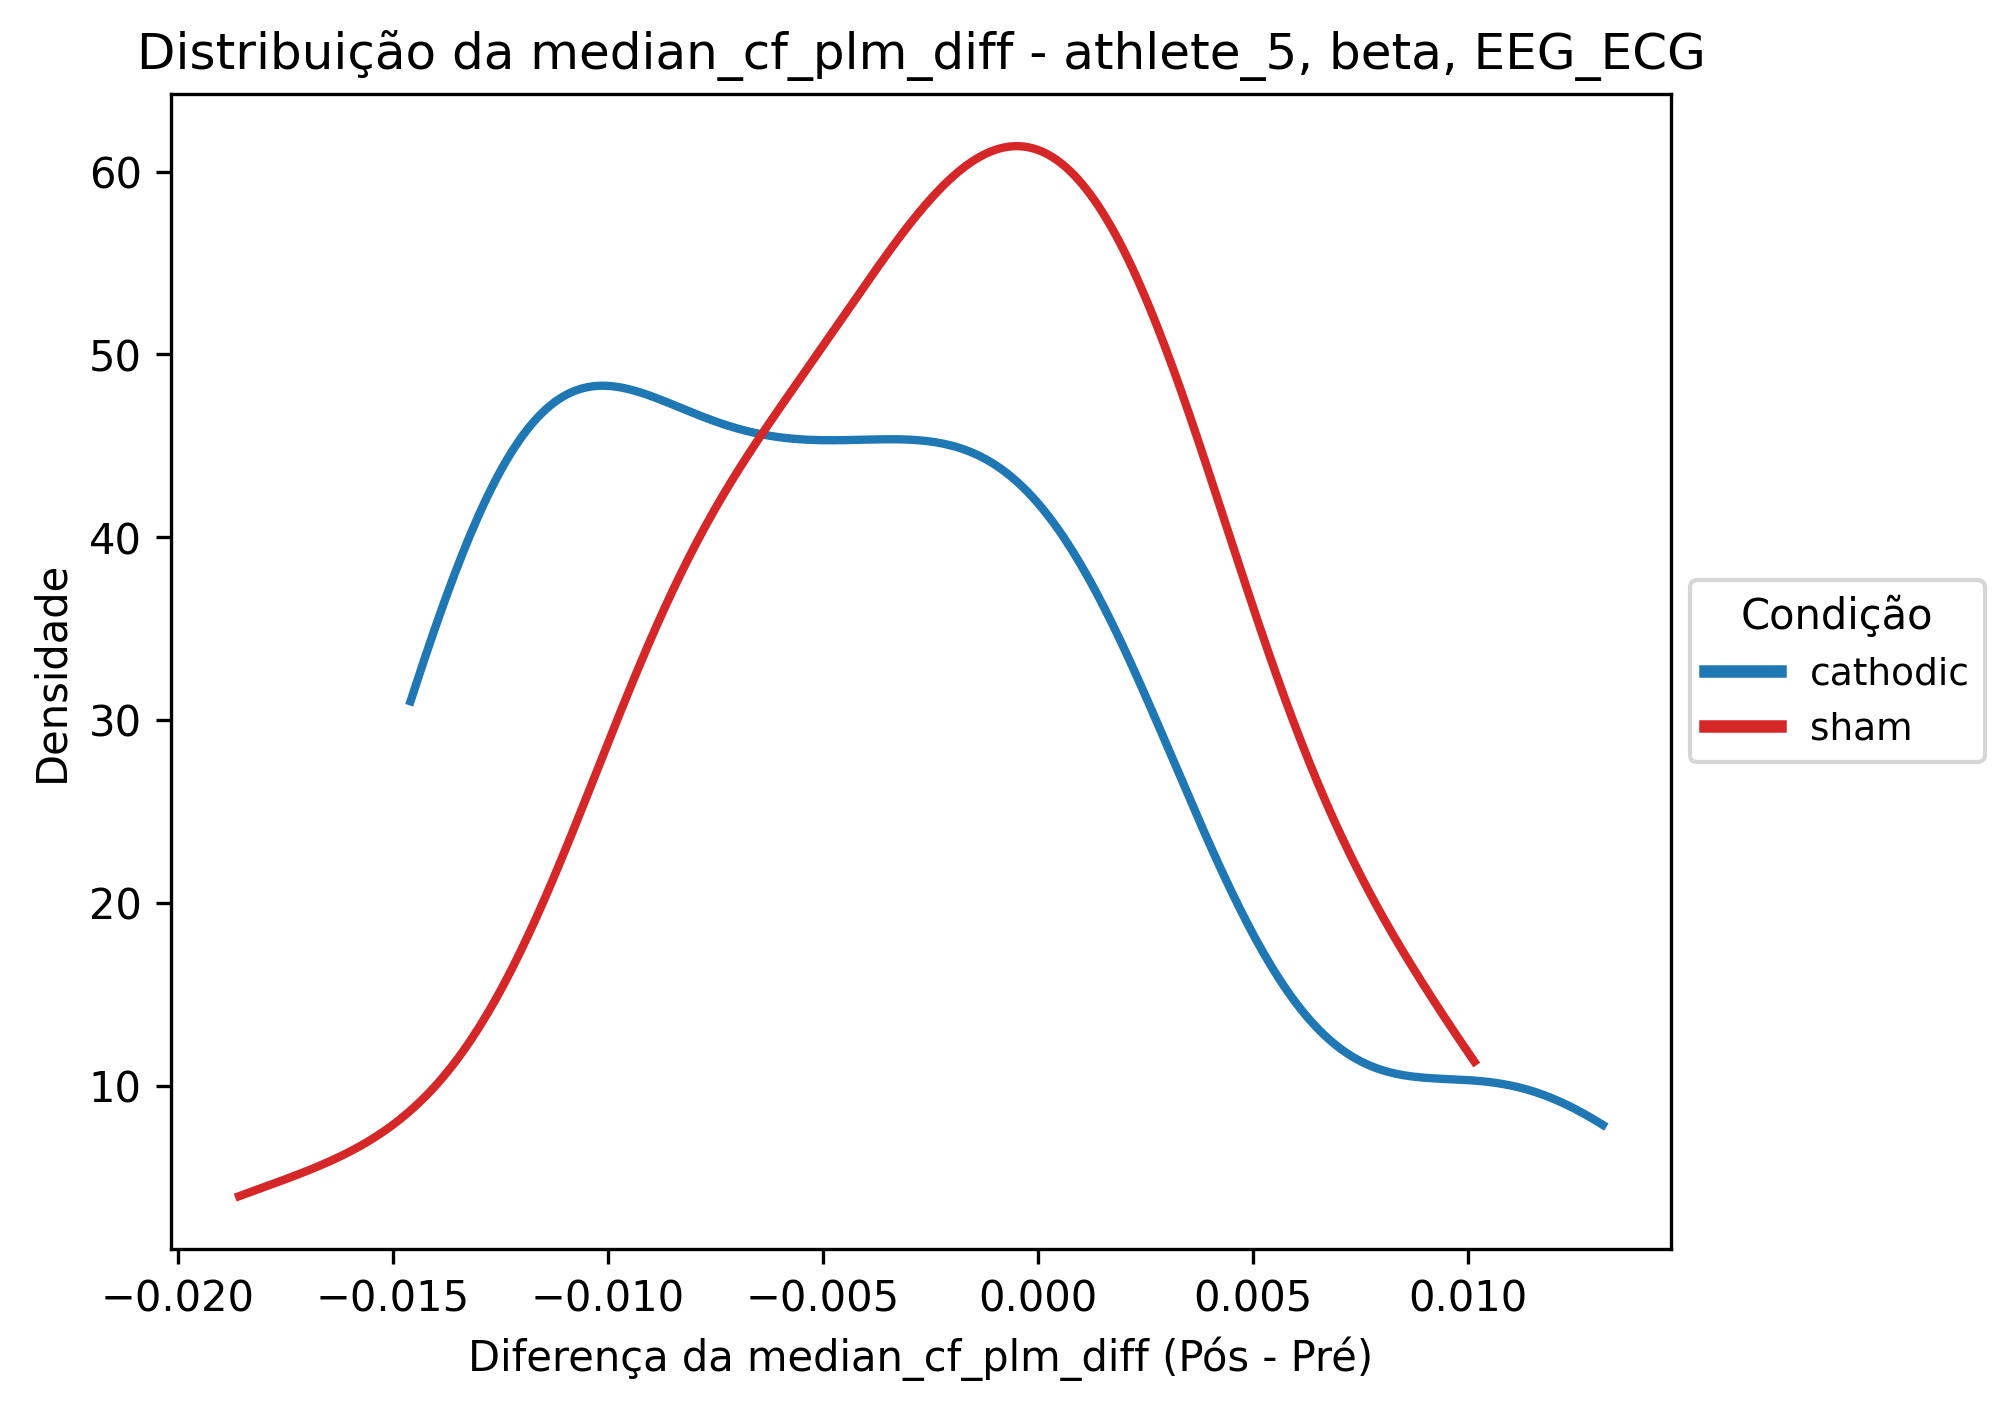 Distribuição da median_cf_plm_diff - athlete_5, beta, EEG_ECG
Densidade
60
50
40
30
20
10
−0.020
−0.015
−0.010
−0.005
0.000
0.005
0.010
Diferença da median_cf_plm_diff (Pós - Pré)
Condição
cathodic
sham